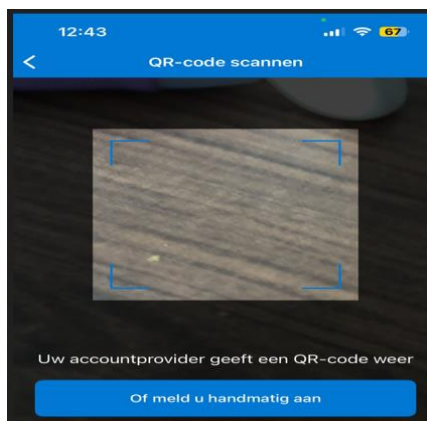 12:43
67
QR-code scannen
Uw accountprovider geeft een QR-code weer
Of meld u handmatig aan